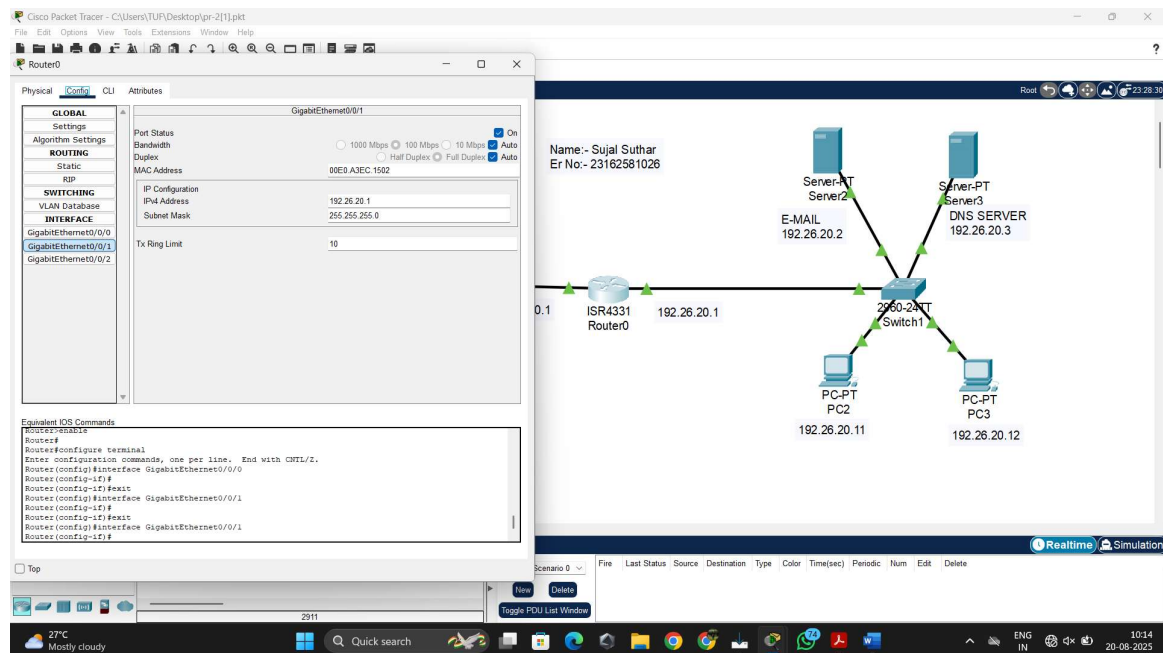 Cisco Packet Tracer - C:\Users\TUF\Desktop\pr-2[1].pkt
File Edit Options View Tools Extensions Window Help
?
Router0
Physical Config CLI Attributes
Root 23:28:30
GLOBAL
Settings
Algorithm Settings
ROUTING
Static
RIP
SWITCHING
VLAN Database
INTERFACE
GigabitEthernet0/0/0
GigabitEthernet0/0/1
GigabitEthernet0/0/2
GigabitEthernet0/0/1
Port Status On
Bandwidth 1000 Mbps 100 Mbps 10 Mbps Auto
Duplex Half Duplex Full Duplex Auto
MAC Address 00E0.A3EC.1502
IP Configuration
IPv4 Address 192.26.20.1
Subnet Mask 255.255.255.0
Tx Ring Limit 10
Equivalent IOS Commands
Router>enable
Router#
Router#configure terminal
Enter configuration commands, one per line. End with CNTL/Z.
Router(config)#interface GigabitEthernet0/0/0
Router(config-if)#
Router(config-if)#exit
Router(config)#interface GigabitEthernet0/0/1
Router(config-if)#
Router(config-if)#exit
Router(config)#interface GigabitEthernet0/0/1
Router(config-if)#
Top
Name:- Sujal Suthar
Er No:- 23162581026
Server-PT
Server2
E-MAIL
192.26.20.2
Server-PT
Server3
DNS SERVER
192.26.20.3
0.1
ISR4331
Router0
192.26.20.1
2960-24TT
Switch1
PC-PT
PC2
192.26.20.11
PC-PT
PC3
192.26.20.12
Realtime Simulation
Scenario 0
New Delete
Toggle PDU List Window
Fire Last Status Source Destination Type Color Time(sec) Periodic Num Edit Delete
2911
27°C
Mostly cloudy
Quick search
74
ENG
IN
10:14
20-08-2025